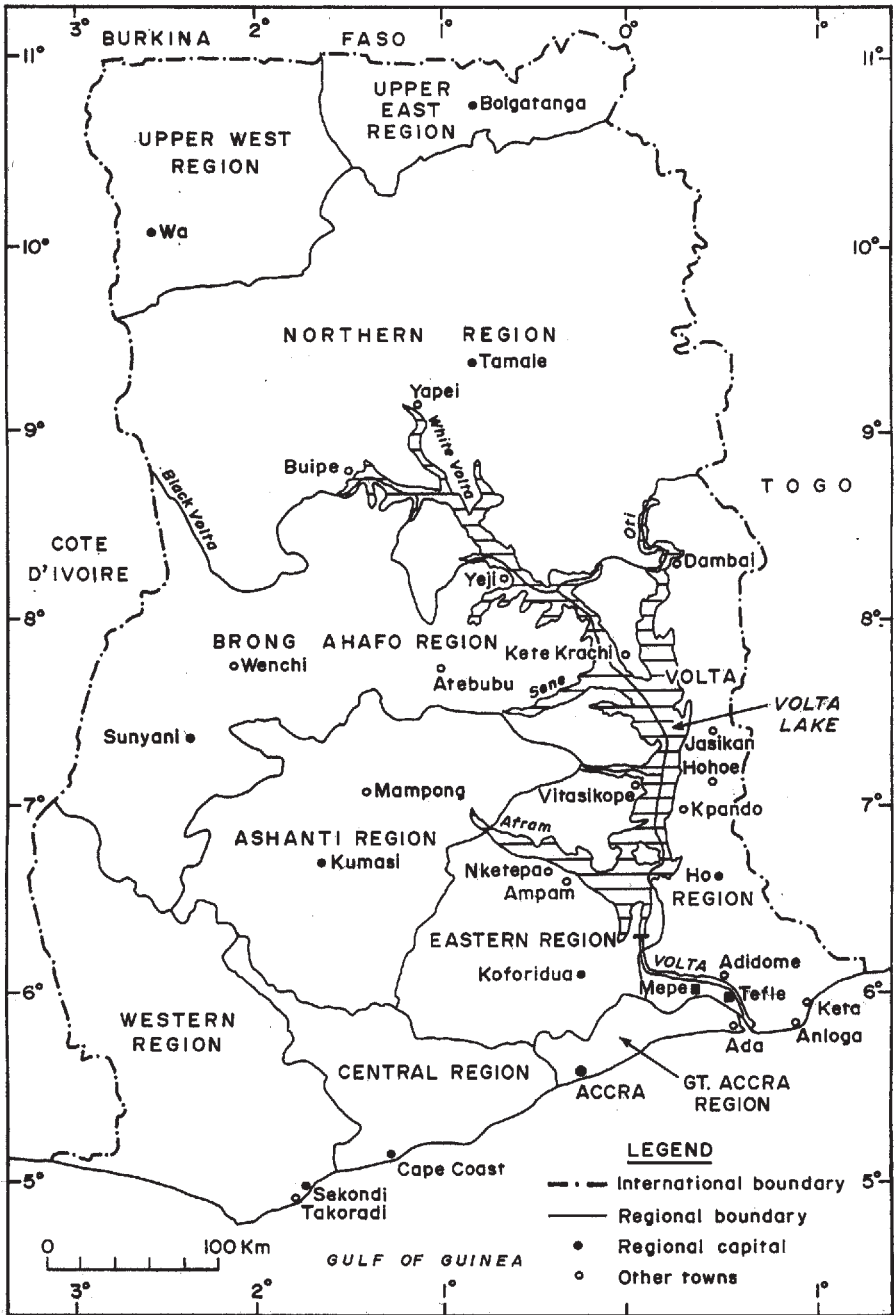 3° 2° 1° 0° 1°
BURKINA FASO
11° 11°
UPPER
EAST
REGION
Bolgatanga
UPPER WEST
REGION
Wa
10° 10°
NORTHERN REGION
Tamale
Yapei
White Volta
9° 9°
Buipe
Black Volta
TOGO
COTE
D'IVOIRE
Oti
Dambai
Yeji
8° 8°
BRONG AHAFO REGION
Wenchi
Kete Krachi
Atebubu
Sene
VOLTA
VOLTA
LAKE
Sunyani
Jasikan
Hohoe
Mampong
Vitasikope
7° 7°
Kpando
Afram
ASHANTI REGION
Kumasi
Nketepa
Ampam
Ho
REGION
EASTERN REGION
VOLTA
Adidome
Koforidua
Mepe
Tefle
6° 6°
Keta
Anloga
Ada
WESTERN
REGION
CENTRAL REGION
ACCRA
GT. ACCRA
REGION
Cape Coast
5° 5°
Sekondi
Takoradi
LEGEND
International boundary
Regional boundary
Regional capital
Other towns
0 100 Km
GULF OF GUINEA
3° 2° 1° 0° 1°